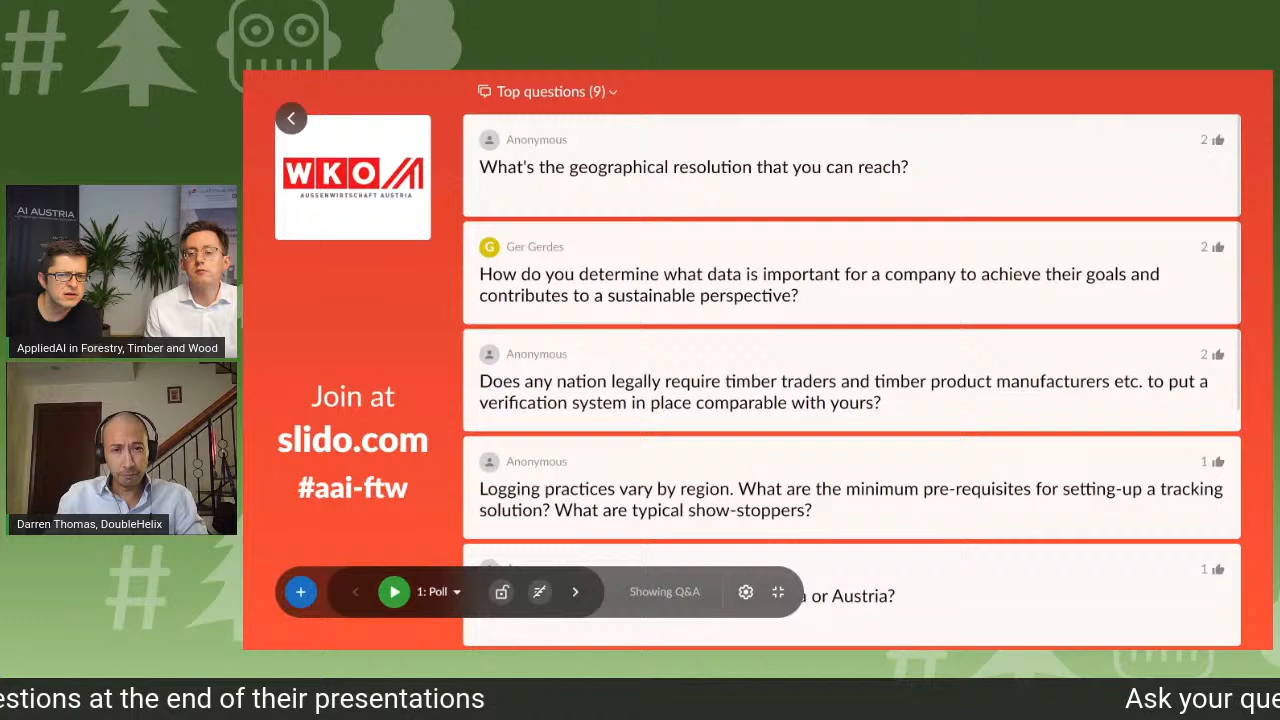 Top questions (9)
WKO
AUSSENWIRTSCHAFT AUSTRIA
Join at
slido.com
#aai-ftw
Anonymous
2
What's the geographical resolution that you can reach?
G
Ger Gerdes
2
How do you determine what data is important for a company to achieve their goals and
contributes to a sustainable perspective?
Anonymous
2
Does any nation legally require timber traders and timber product manufacturers etc. to put a
verification system in place comparable with yours?
Anonymous
1
Logging practices vary by region. What are the minimum pre-requisites for setting-up a tracking
solution? What are typical show-stoppers?
1
or Austria?
1: Poll
Showing Q&A
AI AUSTRIA
AppliedAI in Forestry, Timber and Wood
Darren Thomas, DoubleHelix
estions at the end of their presentations
Ask your que